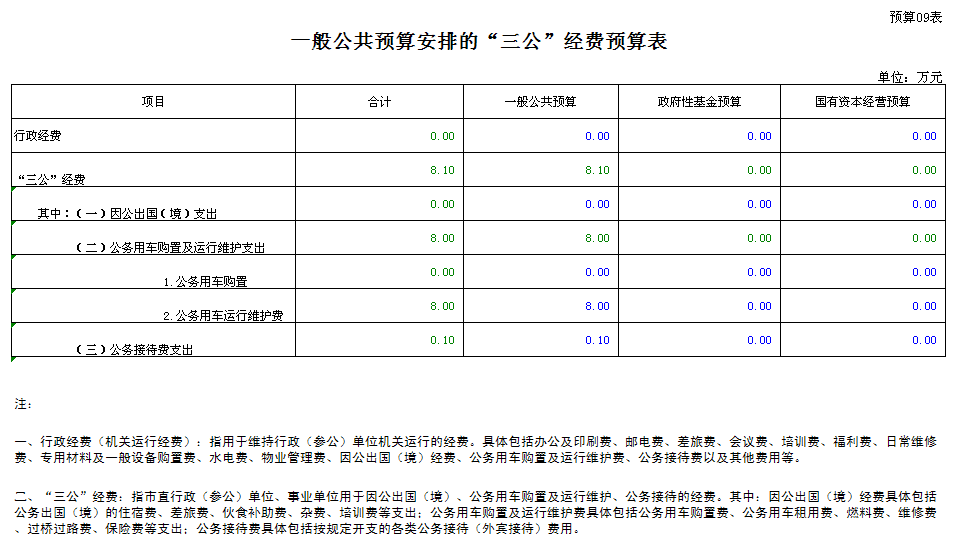 预算09表
一般公共预算安排的“三公”经费预算表
单位：万元
项目 合计 一般公共预算 政府性基金预算 国有资本经营预算
行政经费 0.00 0.00 0.00 0.00
“三公”经费 8.10 8.10 0.00 0.00
其中：（一）因公出国（境）支出 0.00 0.00 0.00 0.00
（二）公务用车购置及运行维护支出 8.00 8.00 0.00 0.00
1.公务用车购置 0.00 0.00 0.00 0.00
2.公务用车运行维护费 8.00 8.00 0.00 0.00
（三）公务接待费支出 0.10 0.10 0.00 0.00
注：
一、行政经费（机关运行经费）：指用于维持行政（参公）单位机关运行的经费。具体包括办公及印刷费、邮电费、差旅费、会议费、培训费、福利费、日常维修
费、专用材料及一般设备购置费、水电费、物业管理费、因公出国（境）经费、公务用车购置及运行维护费、公务接待费以及其他费用等。
二、“三公”经费：指市直行政（参公）单位、事业单位用于因公出国（境）、公务用车购置及运行维护、公务接待的经费。其中：因公出国（境）经费具体包括
公务出国（境）的住宿费、差旅费、伙食补助费、杂费、培训费等支出；公务用车购置及运行维护费具体包括公务用车购置费、公务用车租用费、燃料费、维修费
、过桥过路费、保险费等支出；公务接待费具体包括按规定开支的各类公务接待（外宾接待）费用。